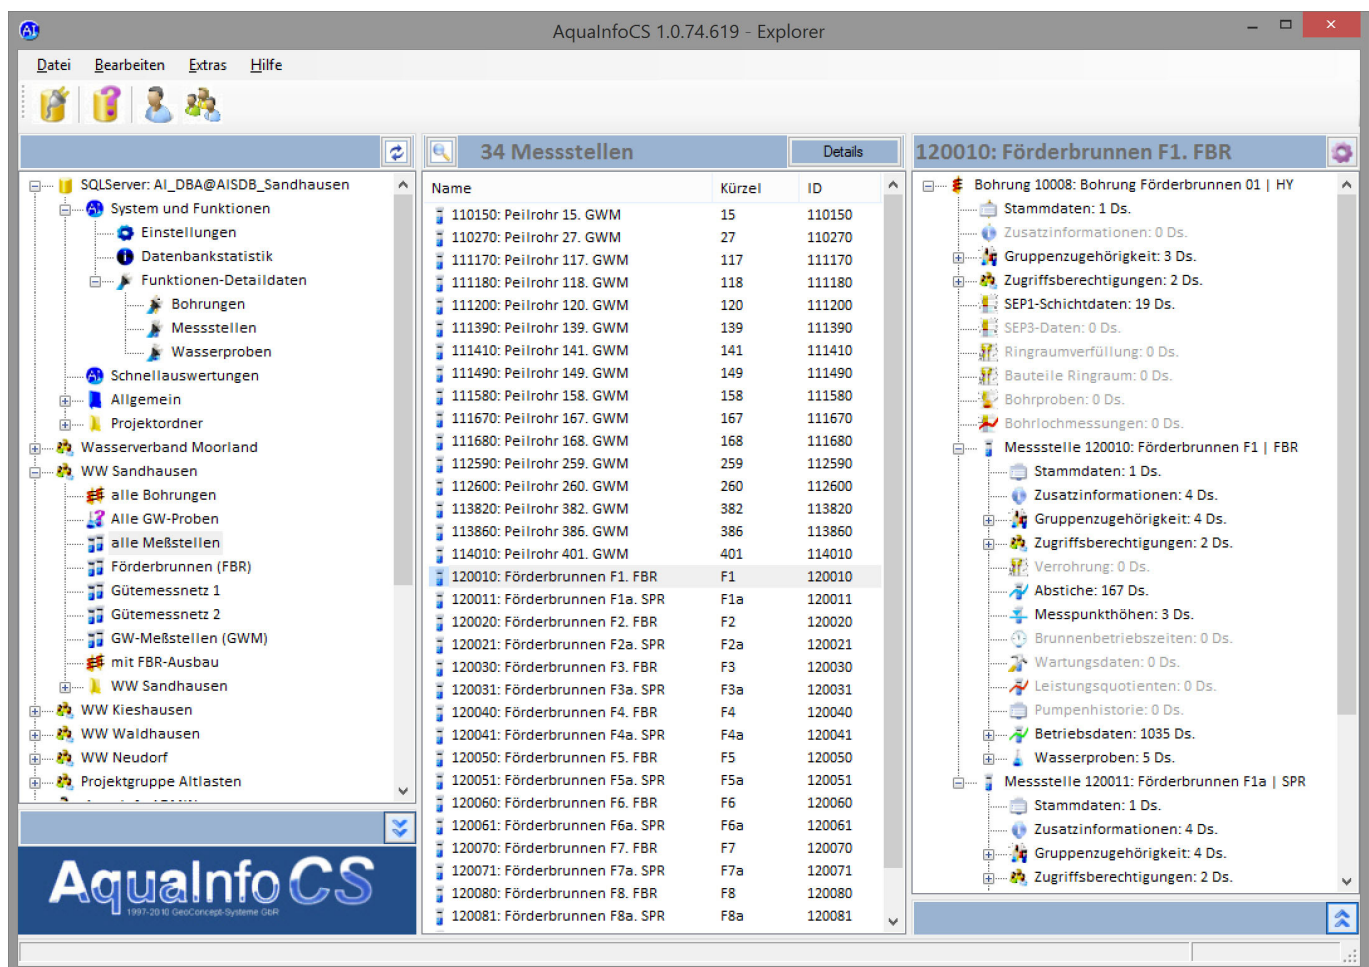 AquaInfoCS 1.0.74.619 - Explorer
Datei Bearbeiten Extras Hilfe
SQLServer: AI_DBA@AISDB_Sandhausen
System und Funktionen
Einstellungen
Datenbankstatistik
Funktionen-Detaildaten
Bohrungen
Messstellen
Wasserproben
Schnellauswertungen
Allgemein
Projektordner
Wasserverband Moorland
WW Sandhausen
alle Bohrungen
Alle GW-Proben
alle Meßstellen
Förderbrunnen (FBR)
Gütemessnetz 1
Gütemessnetz 2
GW-Meßstellen (GWM)
mit FBR-Ausbau
WW Sandhausen
WW Kieshausen
WW Waldhausen
WW Neudorf
Projektgruppe Altlasten
AquaInfo CS
1997-2010 GeoConcept-Systeme GbR
34 Messstellen Details
Name Kürzel ID
110150: Peilrohr 15. GWM 15 110150
110270: Peilrohr 27. GWM 27 110270
111170: Peilrohr 117. GWM 117 111170
111180: Peilrohr 118. GWM 118 111180
111200: Peilrohr 120. GWM 120 111200
111390: Peilrohr 139. GWM 139 111390
111410: Peilrohr 141. GWM 141 111410
111490: Peilrohr 149. GWM 149 111490
111580: Peilrohr 158. GWM 158 111580
111670: Peilrohr 167. GWM 167 111670
111680: Peilrohr 168. GWM 168 111680
112590: Peilrohr 259. GWM 259 112590
112600: Peilrohr 260. GWM 260 112600
113820: Peilrohr 382. GWM 382 113820
113860: Peilrohr 386. GWM 386 113860
114010: Peilrohr 401. GWM 401 114010
120010: Förderbrunnen F1. FBR F1 120010
120011: Förderbrunnen F1a. SPR F1a 120011
120020: Förderbrunnen F2. FBR F2 120020
120021: Förderbrunnen F2a. SPR F2a 120021
120030: Förderbrunnen F3. FBR F3 120030
120031: Förderbrunnen F3a. SPR F3a 120031
120040: Förderbrunnen F4. FBR F4 120040
120041: Förderbrunnen F4a. SPR F4a 120041
120050: Förderbrunnen F5. FBR F5 120050
120051: Förderbrunnen F5a. SPR F5a 120051
120060: Förderbrunnen F6. FBR F6 120060
120061: Förderbrunnen F6a. SPR F6a 120061
120070: Förderbrunnen F7. FBR F7 120070
120071: Förderbrunnen F7a. SPR F7a 120071
120080: Förderbrunnen F8. FBR F8 120080
120081: Förderbrunnen F8a. SPR F8a 120081
120010: Förderbrunnen F1. FBR
Bohrung 10008: Bohrung Förderbrunnen 01 | HY
Stammdaten: 1 Ds.
Zusatzinformationen: 0 Ds.
Gruppenzugehörigkeit: 3 Ds.
Zugriffsberechtigungen: 2 Ds.
SEP1-Schichtdaten: 19 Ds.
SEP3-Daten: 0 Ds.
Ringraumverfüllung: 0 Ds.
Bauteile Ringraum: 0 Ds.
Bohrproben: 0 Ds.
Bohrlochmessungen: 0 Ds.
Messstelle 120010: Förderbrunnen F1 | FBR
Stammdaten: 1 Ds.
Zusatzinformationen: 4 Ds.
Gruppenzugehörigkeit: 4 Ds.
Zugriffsberechtigungen: 2 Ds.
Verrohrung: 0 Ds.
Abstiche: 167 Ds.
Messpunkthöhen: 3 Ds.
Brunnenbetriebszeiten: 0 Ds.
Wartungsdaten: 0 Ds.
Leistungsquotienten: 0 Ds.
Pumpenhistorie: 0 Ds.
Betriebsdaten: 1035 Ds.
Wasserproben: 5 Ds.
Messstelle 120011: Förderbrunnen F1a | SPR
Stammdaten: 1 Ds.
Zusatzinformationen: 4 Ds.
Gruppenzugehörigkeit: 4 Ds.
Zugriffsberechtigungen: 2 Ds.